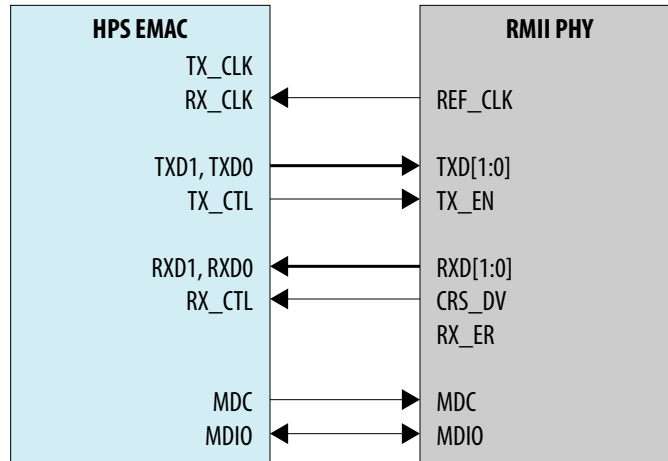 HPS EMAC
RMII PHY
TX_CLK
RX_CLK
REF_CLK
TXD1, TXD0
TXD[1:0]
TX_CTL
TX_EN
RXD1, RXD0
RXD[1:0]
RX_CTL
CRS_DV
RX_ER
MDC
MDC
MDIO
MDIO